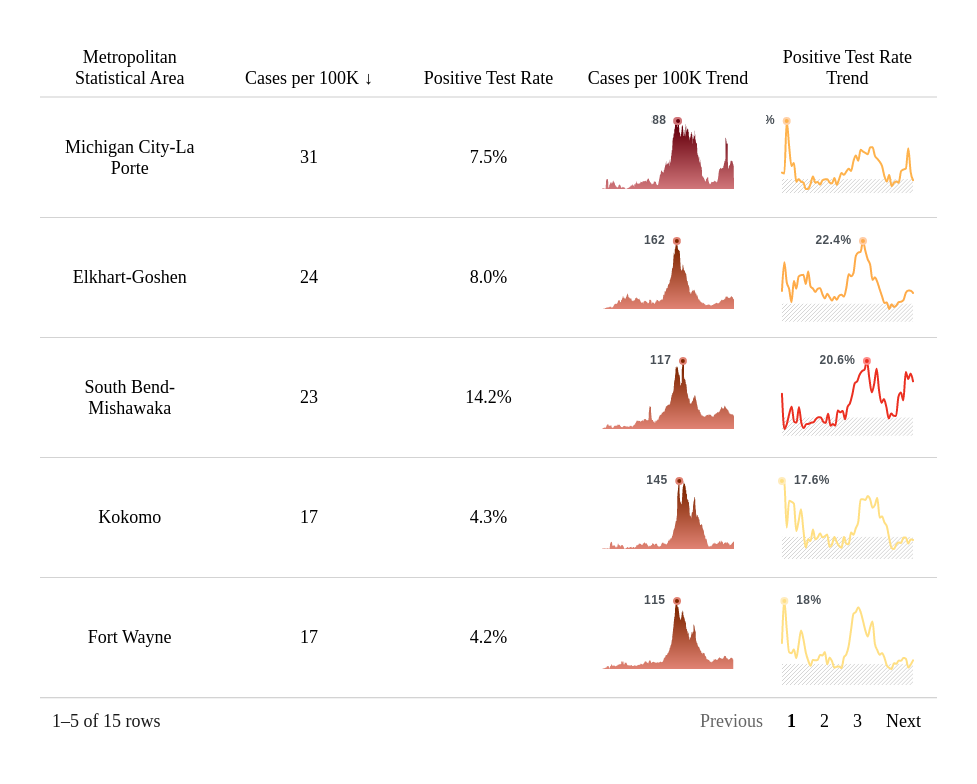 Metropolitan
Statistical Area
Cases per 100K ↓
Positive Test Rate
Cases per 100K Trend
Positive Test Rate
Trend
Michigan City-La
Porte
31
7.5%
88
%
Elkhart-Goshen
24
8.0%
162
22.4%
South Bend-
Mishawaka
23
14.2%
117
20.6%
Kokomo
17
4.3%
145
17.6%
Fort Wayne
17
4.2%
115
18%
1–5 of 15 rows
Previous 1 2 3 Next